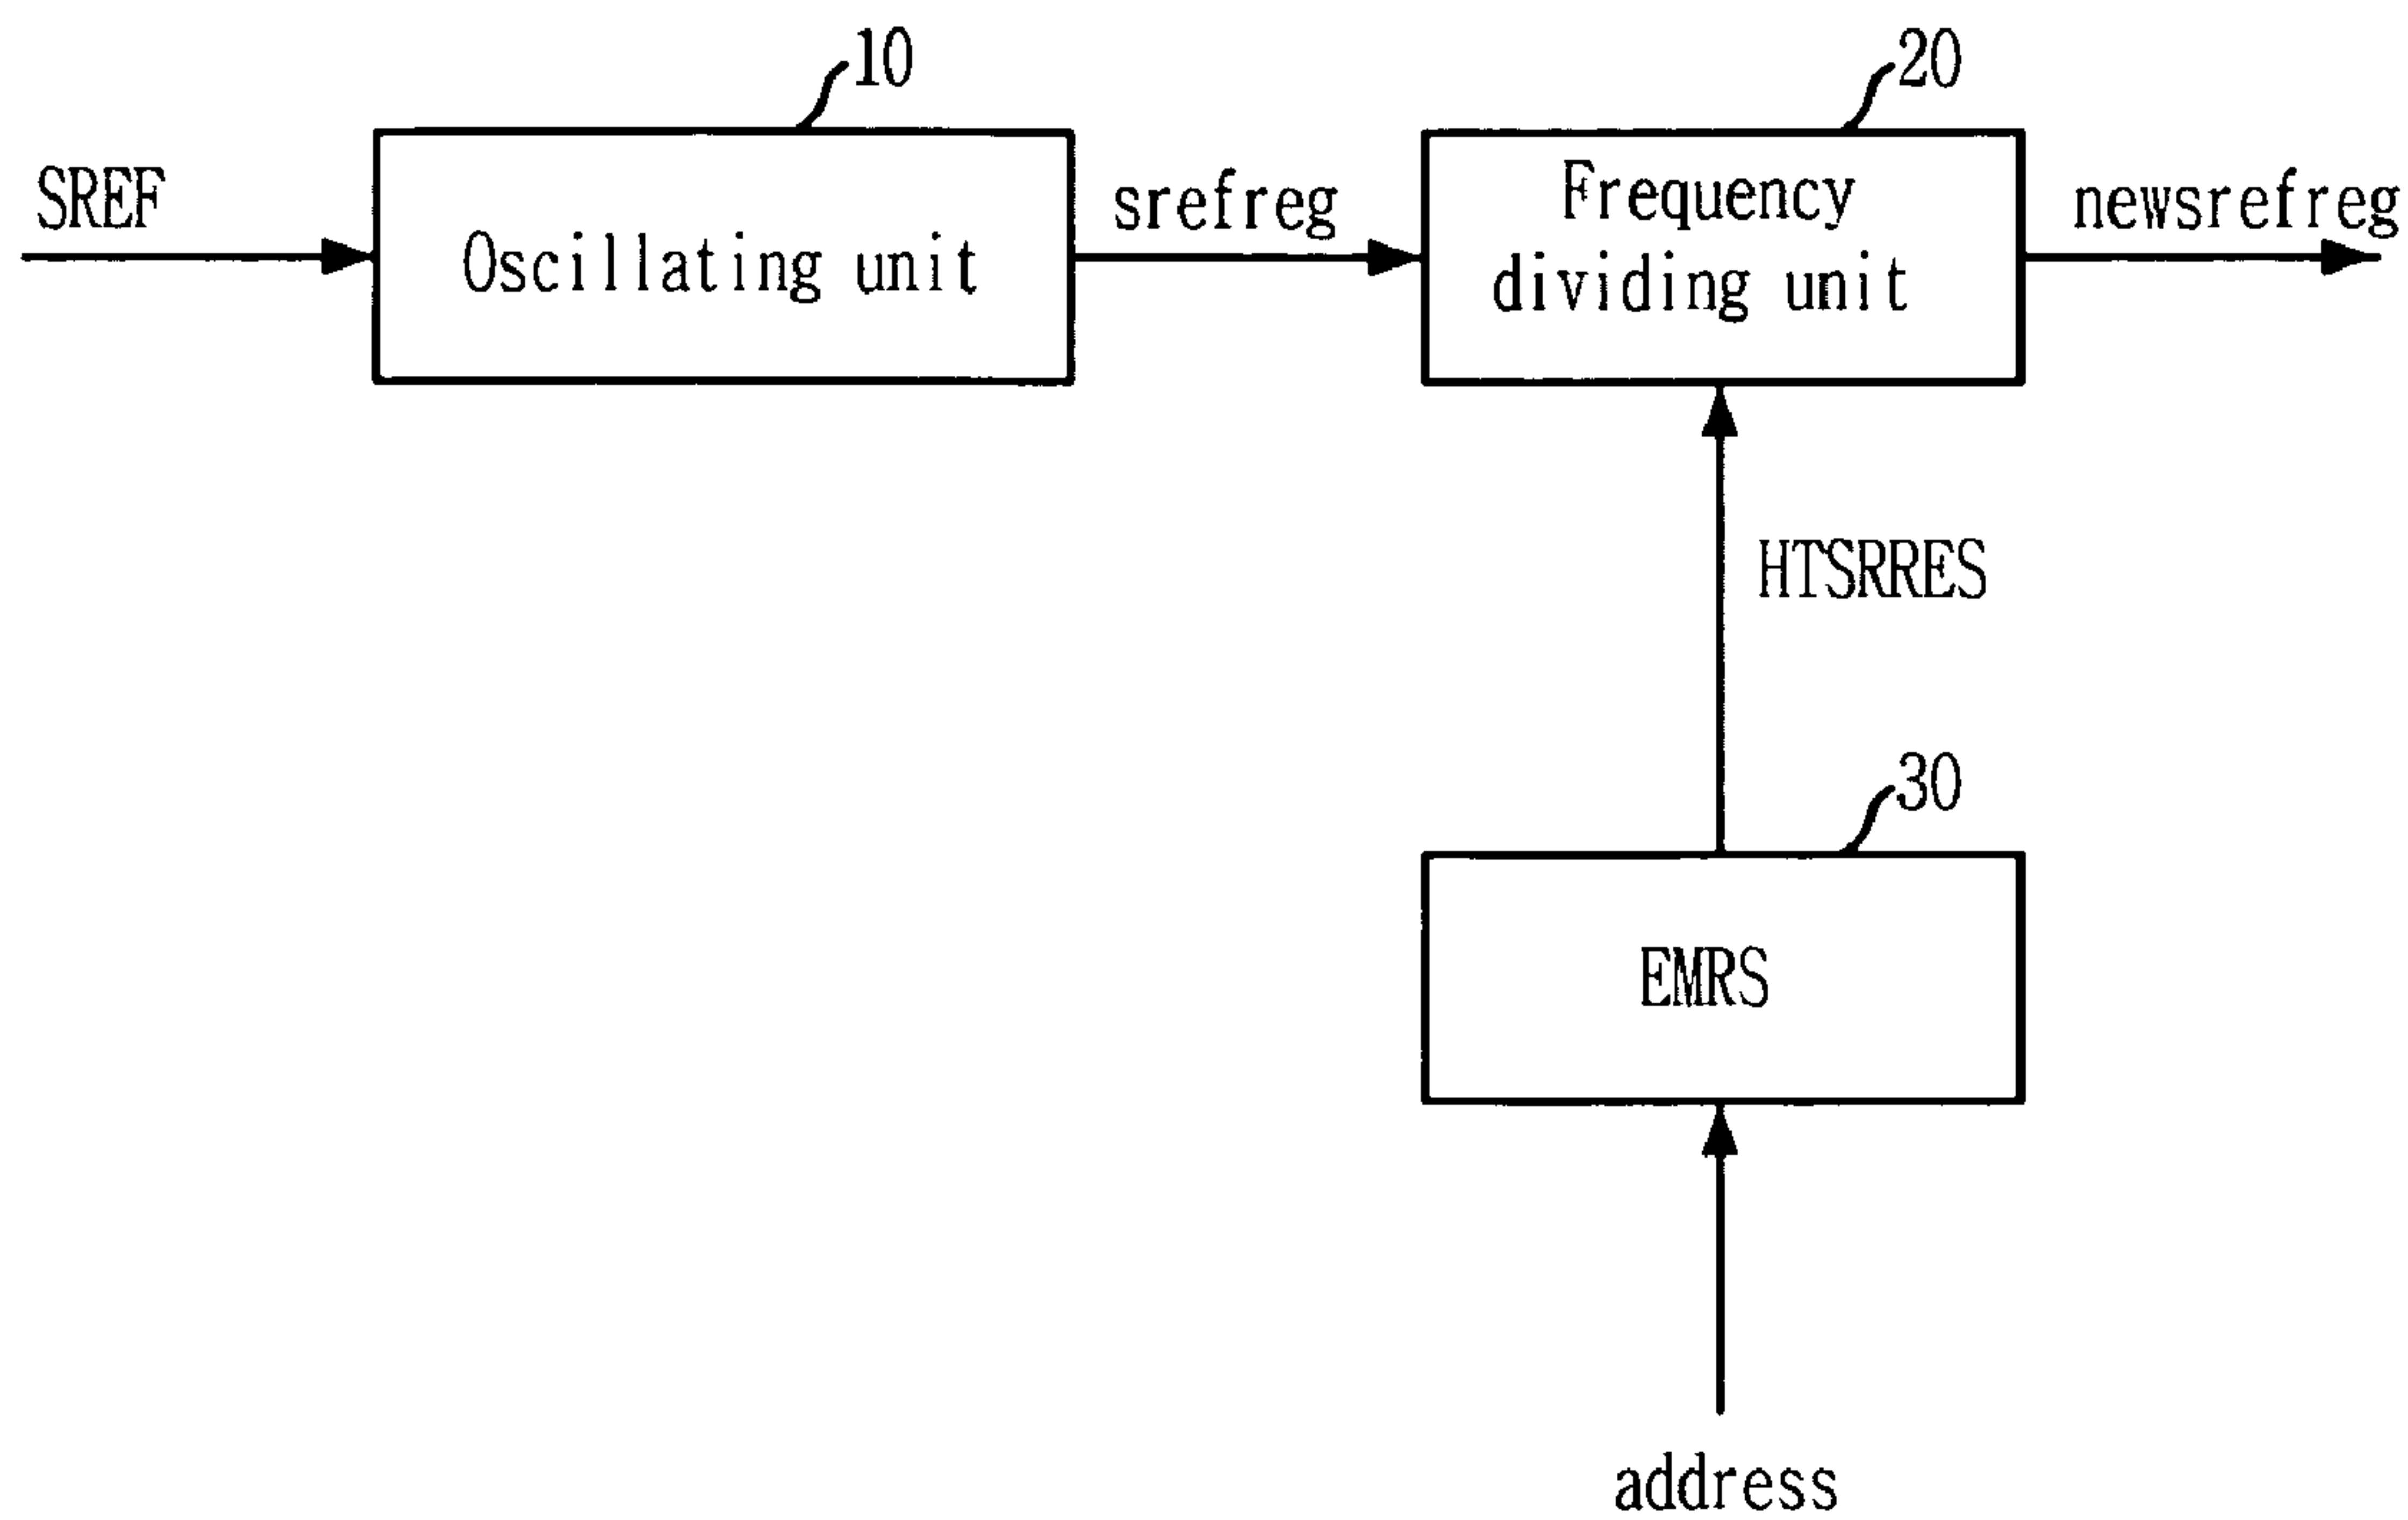 10
20
SREF
Oscillating unit
srefreg
Frequency
dividing unit
newsrefreg
HTSRRES
30
EMRS
address